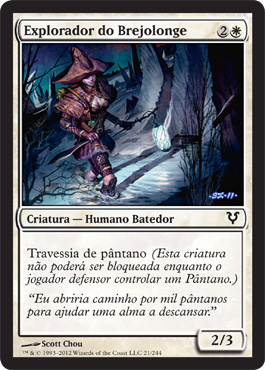 Explorador do Brejolonge 2
SX-11-
Criatura — Humano Batedor
Travessia de pântano (Esta criatura
não poderá ser bloqueada enquanto o
jogador defensor controlar um Pântano.)
“Eu abriria caminho por mil pântanos
para ajudar uma alma a descansar.”
Scott Chou
™ & © 1993–2012 Wizards of the Coast LLC 21/244
2/3